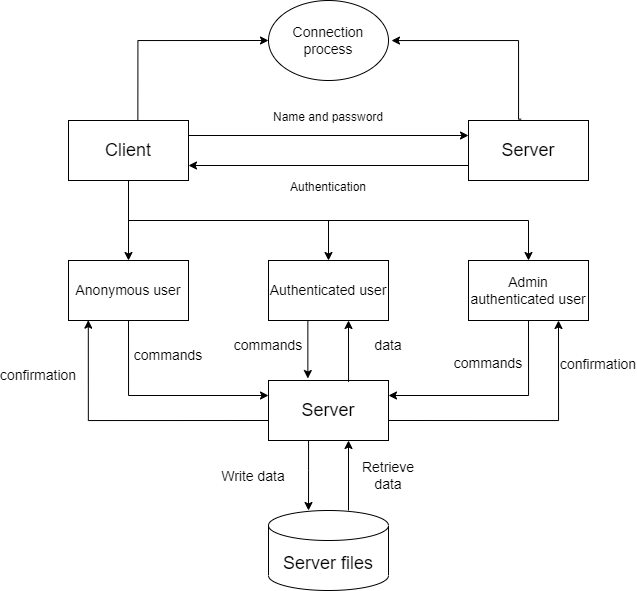 Connection
process
Name and password
Client
Server
Authentication
Anonymous user
Authenticated user
Admin
authenticated user
commands
commands
data
commands
confirmation
confirmation
Server
Write data
Retrieve
data
Server files